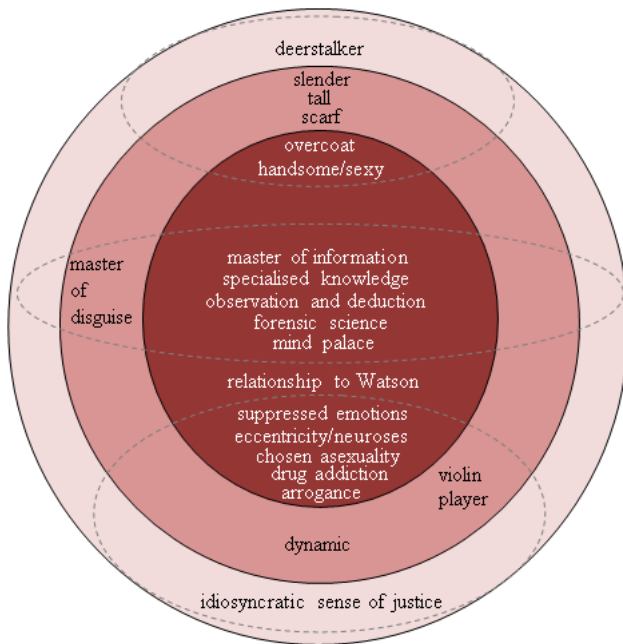 deerstalker
slender
tall
scarf
overcoat
handsome/sexy
master
of
disguise
master of information
specialised knowledge
observation and deduction
forensic science
mind palace
relationship to Watson
suppressed emotions
eccentricity/neuroses
chosen asexuality
drug addiction
arrogance
violin
player
dynamic
idiosyncratic sense of justice